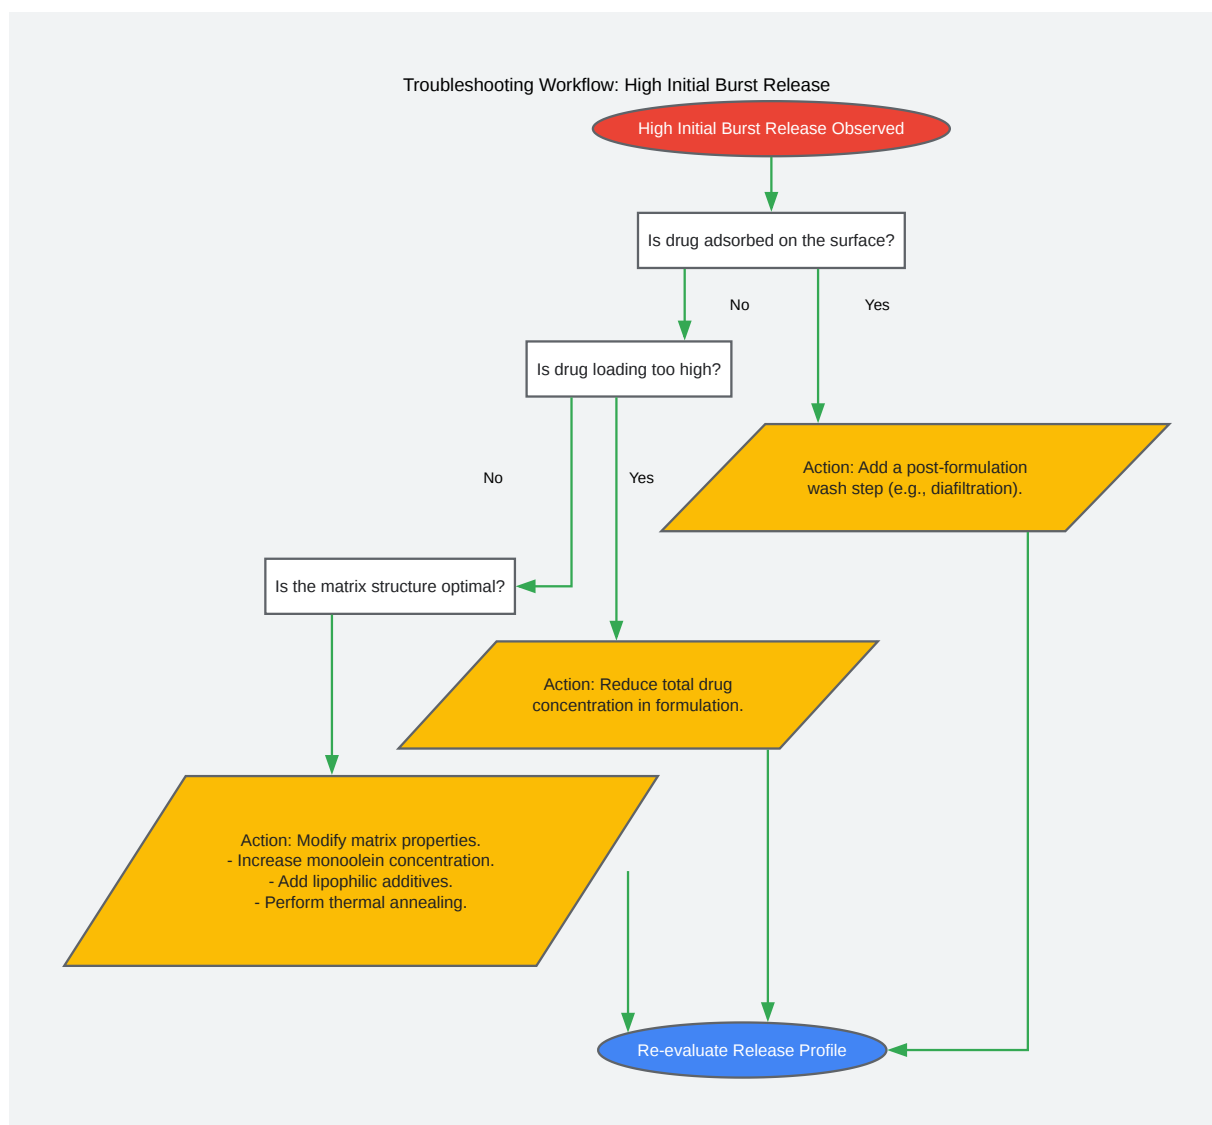 Troubleshooting Workflow: High Initial Burst Release
High Initial Burst Release Observed
Is drug adsorbed on the surface?
No
Yes
Is drug loading too high?
Action: Add a post-formulation
wash step (e.g., diafiltration).
No
Yes
Is the matrix structure optimal?
Action: Reduce total drug
concentration in formulation.
Action: Modify matrix properties.
- Increase monoolein concentration.
- Add lipophilic additives.
- Perform thermal annealing.
Re-evaluate Release Profile